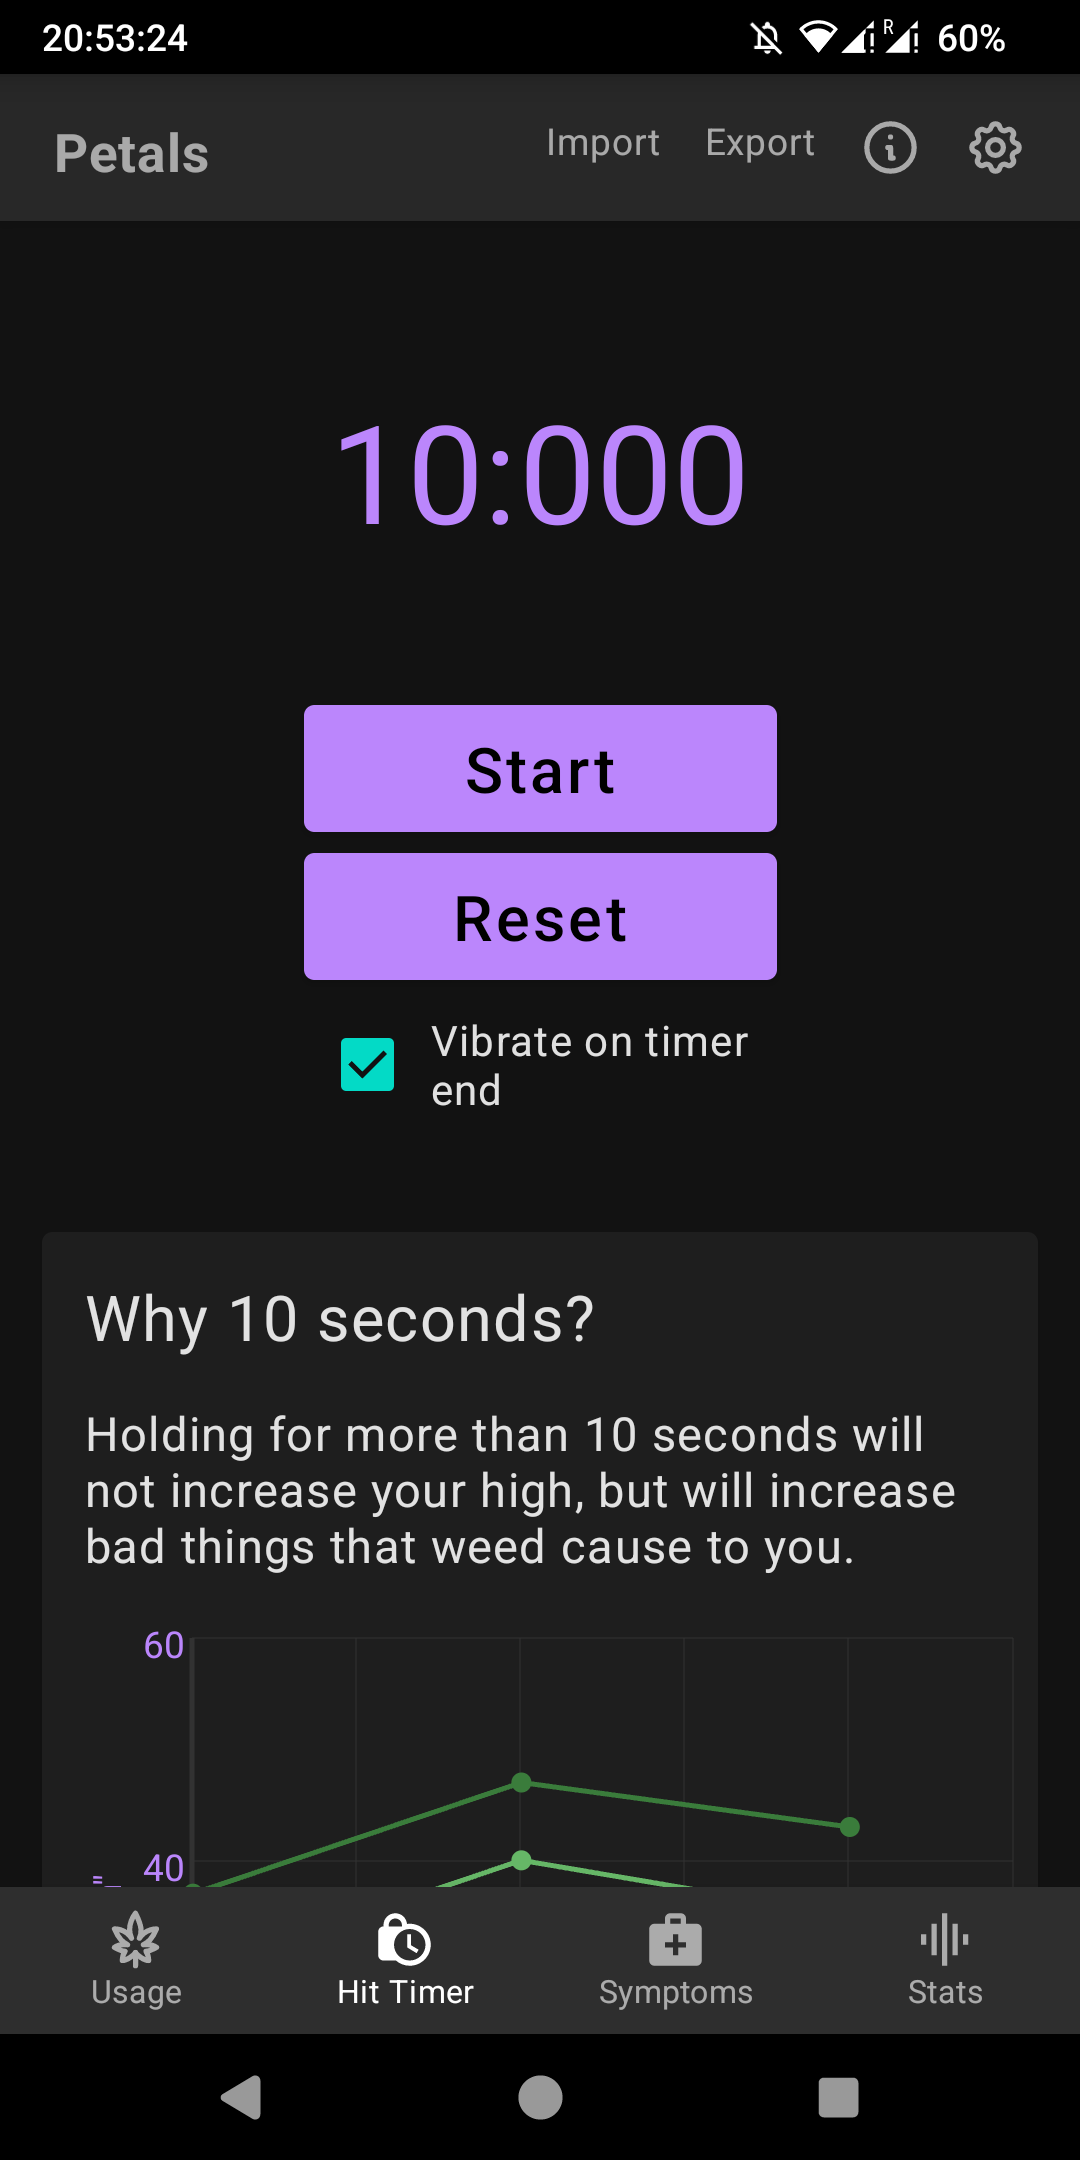 20:53:24 R 60%
Petals Import Export
10:000
Start
Reset
Vibrate on timer
end
Why 10 seconds?
Holding for more than 10 seconds will
not increase your high, but will increase
bad things that weed cause to you.
60
40
Usage Hit Timer Symptoms Stats